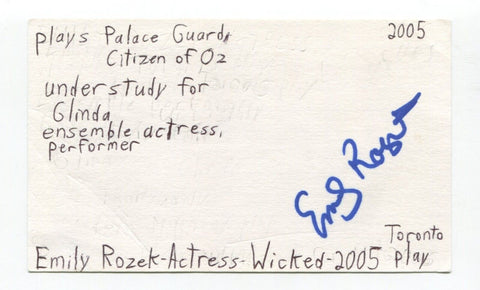 plays Palace Guard,
Citizen of Oz
2005
understudy for
Glinda
ensemble actress,
performer
Emily Rozek
Toronto
Emily Rozek-Actress-Wicked-2005 play